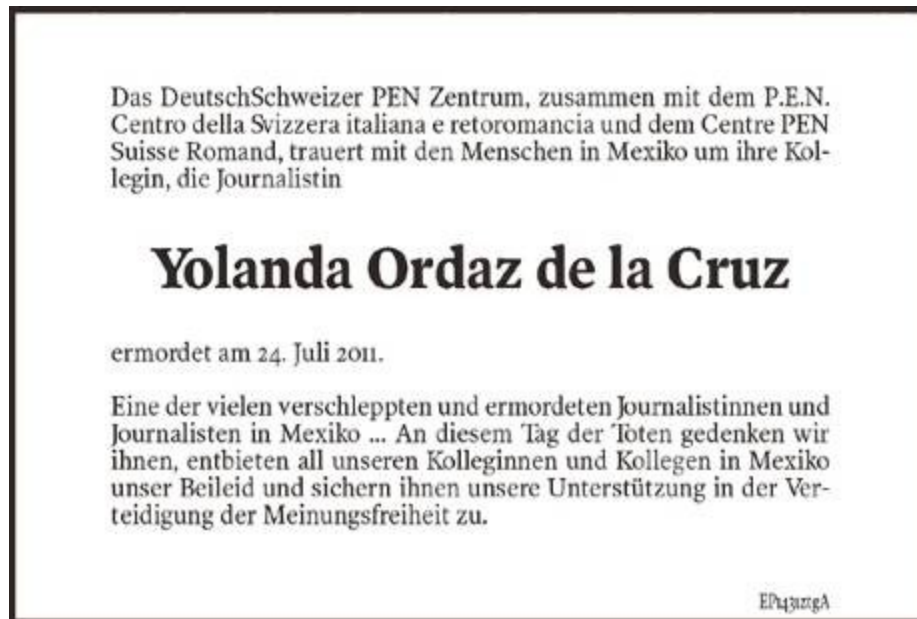 Das DeutschSchweizer PEN Zentrum, zusammen mit dem P.E.N.
Centro della Svizzera italiana e retoromancia und dem Centre PEN
Suisse Romand, trauert mit den Menschen in Mexiko um ihre Kol-
legin, die Journalistin
Yolanda Ordaz de la Cruz
ermordet am 24. Juli 2011.
Eine der vielen verschleppten und ermordeten Journalistinnen und
Journalisten in Mexiko ... An diesem Tag der Toten gedenken wir
ihnen, entbieten all unseren Kolleginnen und Kollegen in Mexiko
unser Beileid und sichern ihnen unsere Unterstützung in der Ver-
teidigung der Meinungsfreiheit zu.